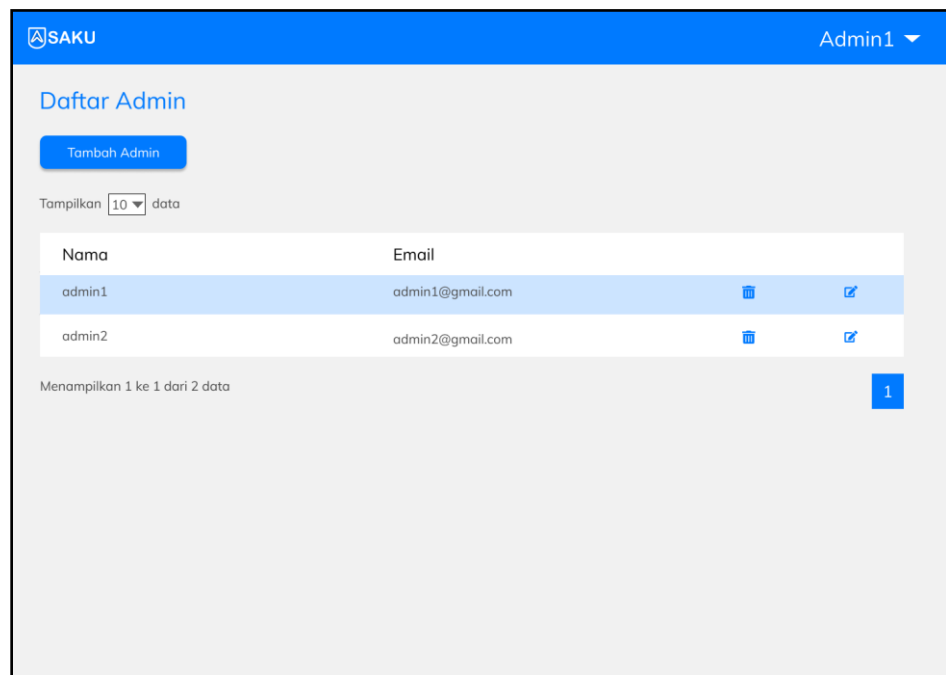 SAKU
Admin1
Daftar Admin
Tambah Admin
Tampilkan 10 data
Nama Email
admin1 admin1@gmail.com
admin2 admin2@gmail.com
Menampilkan 1 ke 1 dari 2 data
1